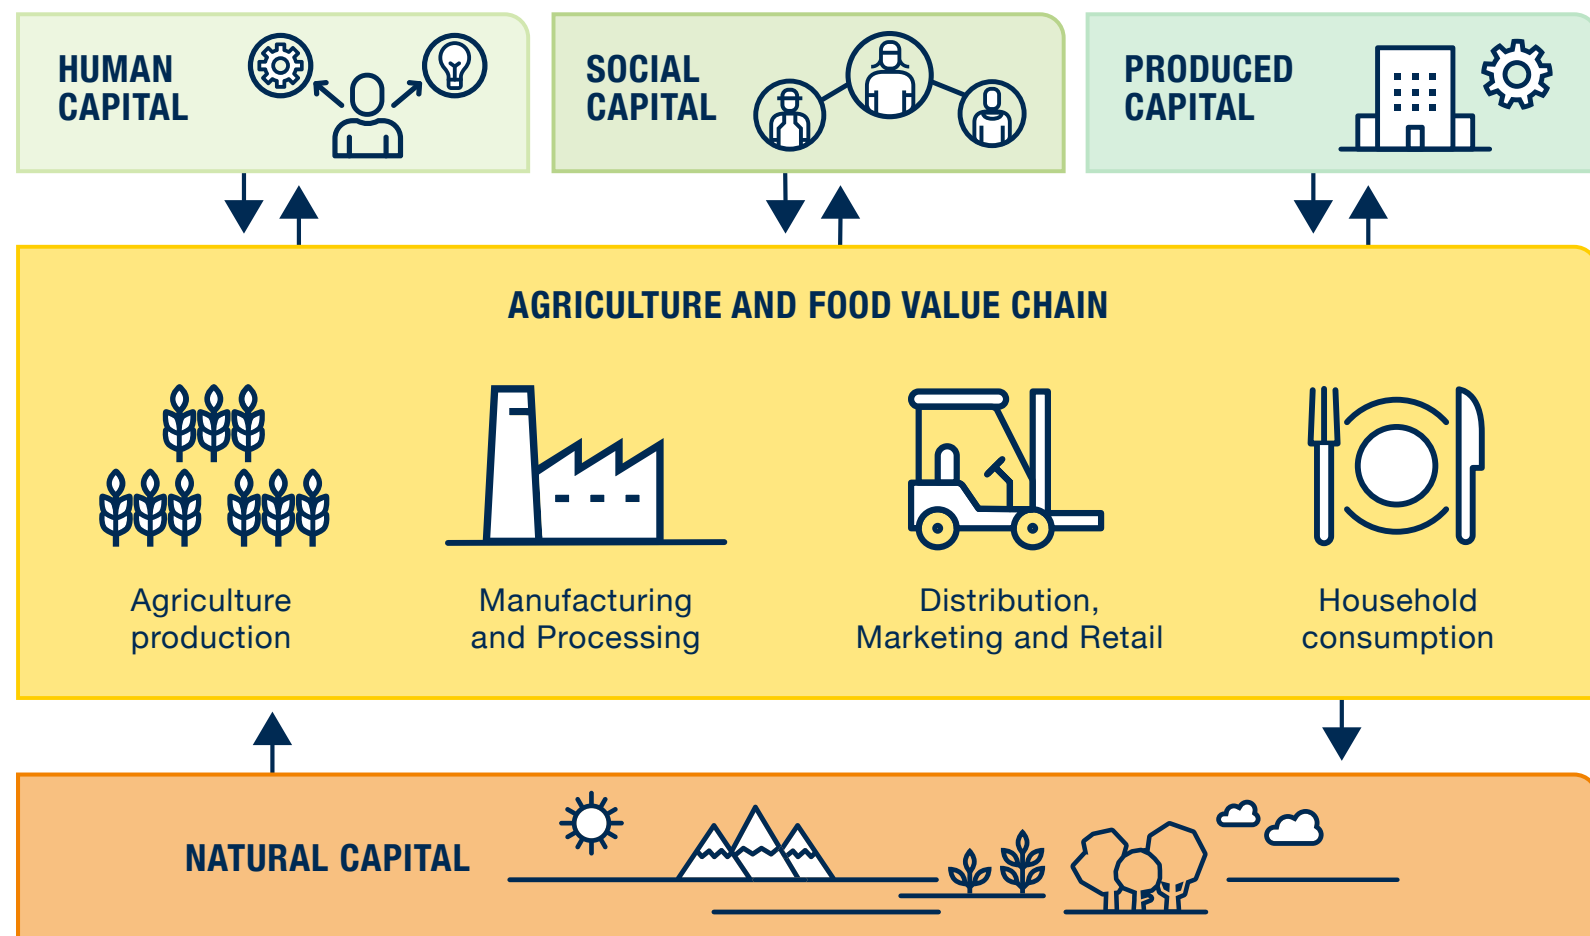 HUMAN
CAPITAL
SOCIAL
CAPITAL
PRODUCED
CAPITAL
AGRICULTURE AND FOOD VALUE CHAIN
Agriculture
production
Manufacturing
and Processing
Distribution,
Marketing and Retail
Household
consumption
NATURAL CAPITAL